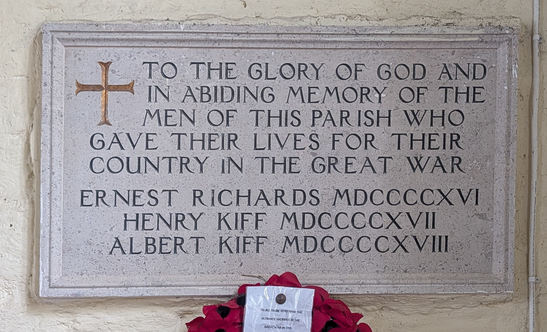 TO THE GLORY OF GOD AND
IN ABIDING MEMORY OF THE
MEN OF THIS PARISH WHO
GAVE THEIR LIVES FOR THEIR
COUNTRY IN THE GREAT WAR
ERNEST RICHARDS MDCCCCXVI
HENRY KIFF MDCCCCXVII
ALBERT KIFF MDCCCCXVIII